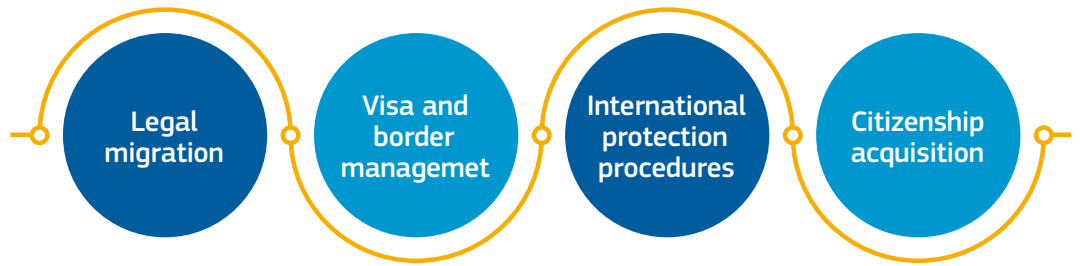 Legal
migration
Visa and
border
managemet
International
protection
procedures
Citizenship
acquisition